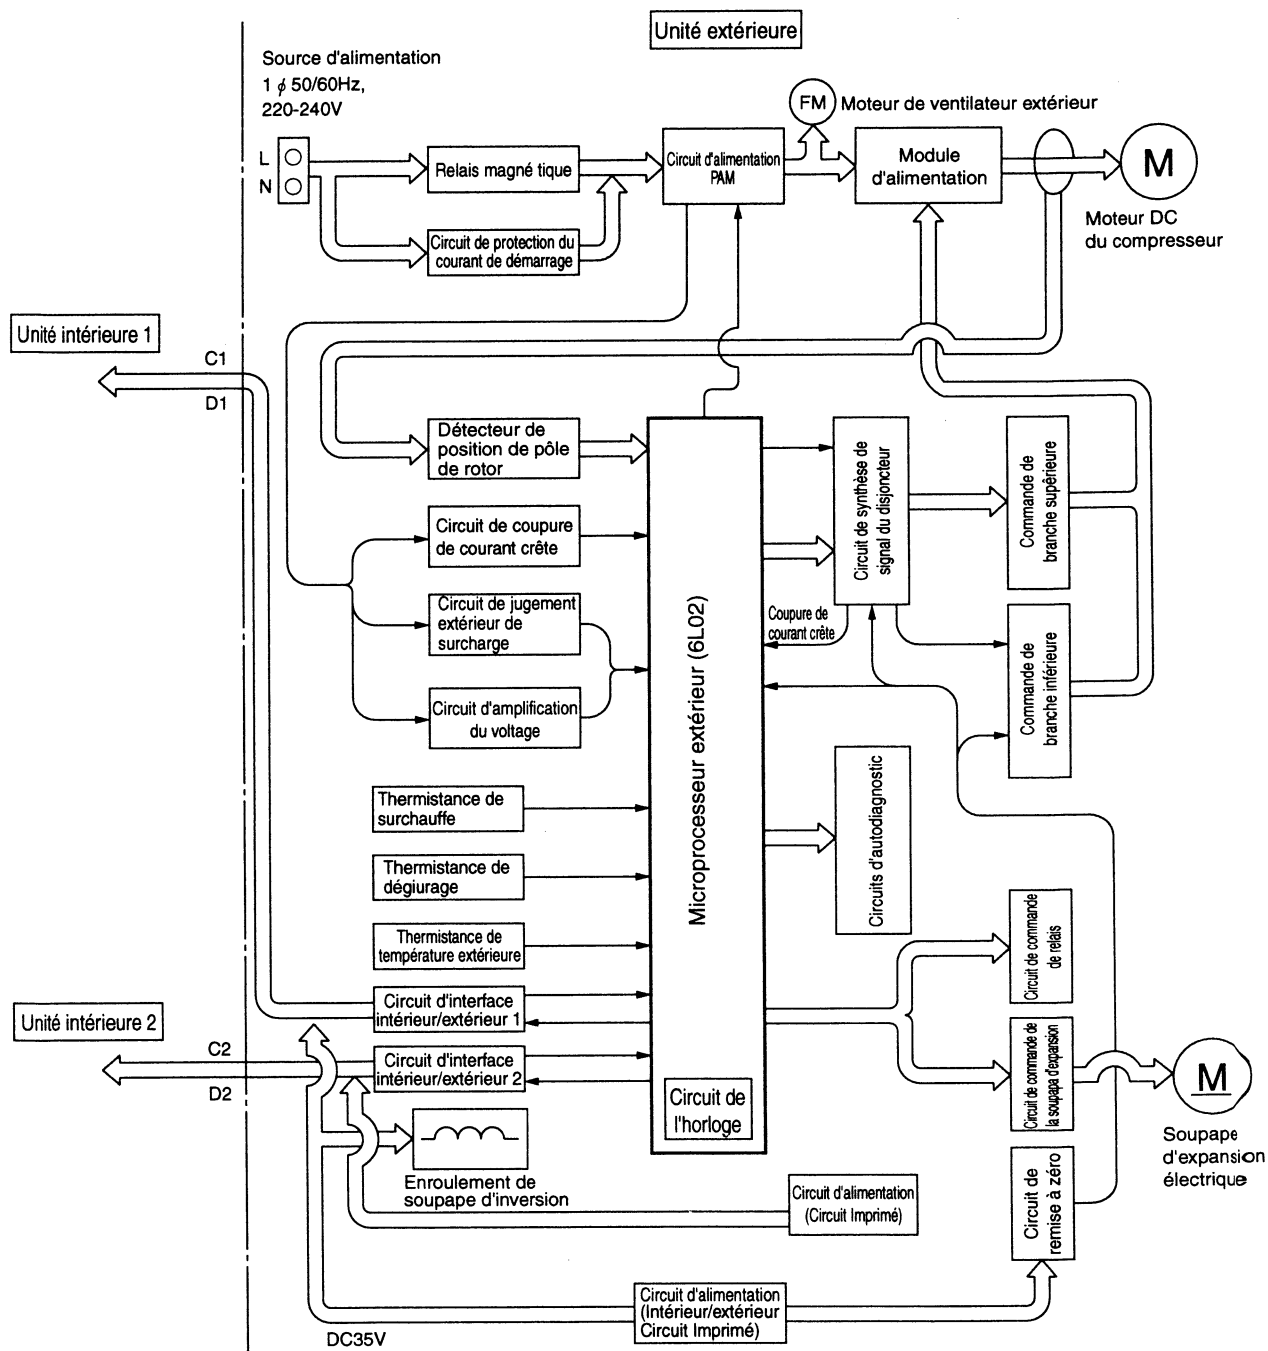 Unité extérieure
Source d'alimentation
1 ϕ 50/60Hz,
220-240V
L
N
Relais magné tique
Circuit de protection du
courant de démarrage
Circuit d'alimentation
PAM
FM
Moteur de ventilateur extérieur
Module
d'alimentation
M
Moteur DC
du compresseur
Unité intérieure 1
C1
D1
Détecteur de
position de pôle
de rotor
Circuit de coupure
de courant crête
Circuit de jugement
extérieur de
surcharge
Circuit d'amplification
du voltage
Microprocesseur extérieur (6L02)
Circuit de synthèse de
signal du disjoncteur
Coupure de
courant crête
Commande de
branche supérieure
Commande de
branche inférieure
Circuits d'autodiagnostic
Thermistance de
surchauffe
Thermistance de
dégiurage
Thermistance de
température extérieure
Circuit d'interface
intérieur/extérieur 1
Circuit d'interface
intérieur/extérieur 2
Unité intérieure 2
C2
D2
Circuit de
l'horloge
Circuit de commande
de relais
Circuit de commande de
la soupapa d'expansion
M
Soupape
d'expansion
électrique
Enroulement de
soupape d'inversion
Circuit d'alimentation
(Circuit Imprimé)
Circuit de
remise à zéro
Circuit d'alimentation
(Intérieur/extérieur
Circuit Imprimé)
DC35V